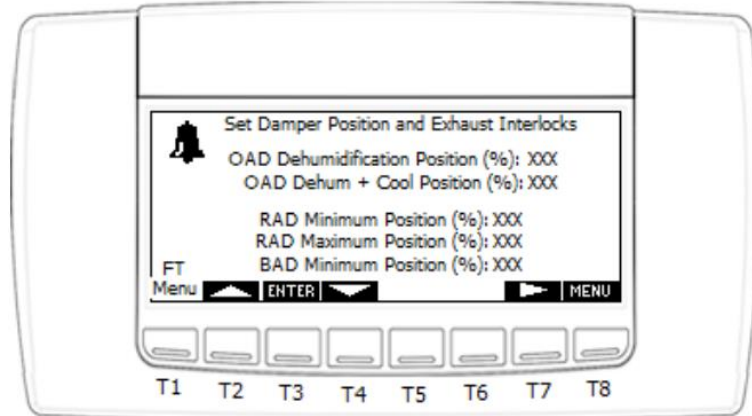 Set Damper Position and Exhaust Interlocks
OAD Dehumidification Position (%): XXX
OAD Dehum + Cool Position (%): XXX
RAD Minimum Position (%): XXX
RAD Maximum Position (%): XXX
BAD Minimum Position (%): XXX
FT
Menu ENTER MENU
T1 T2 T3 T4 T5 T6 T7 T8